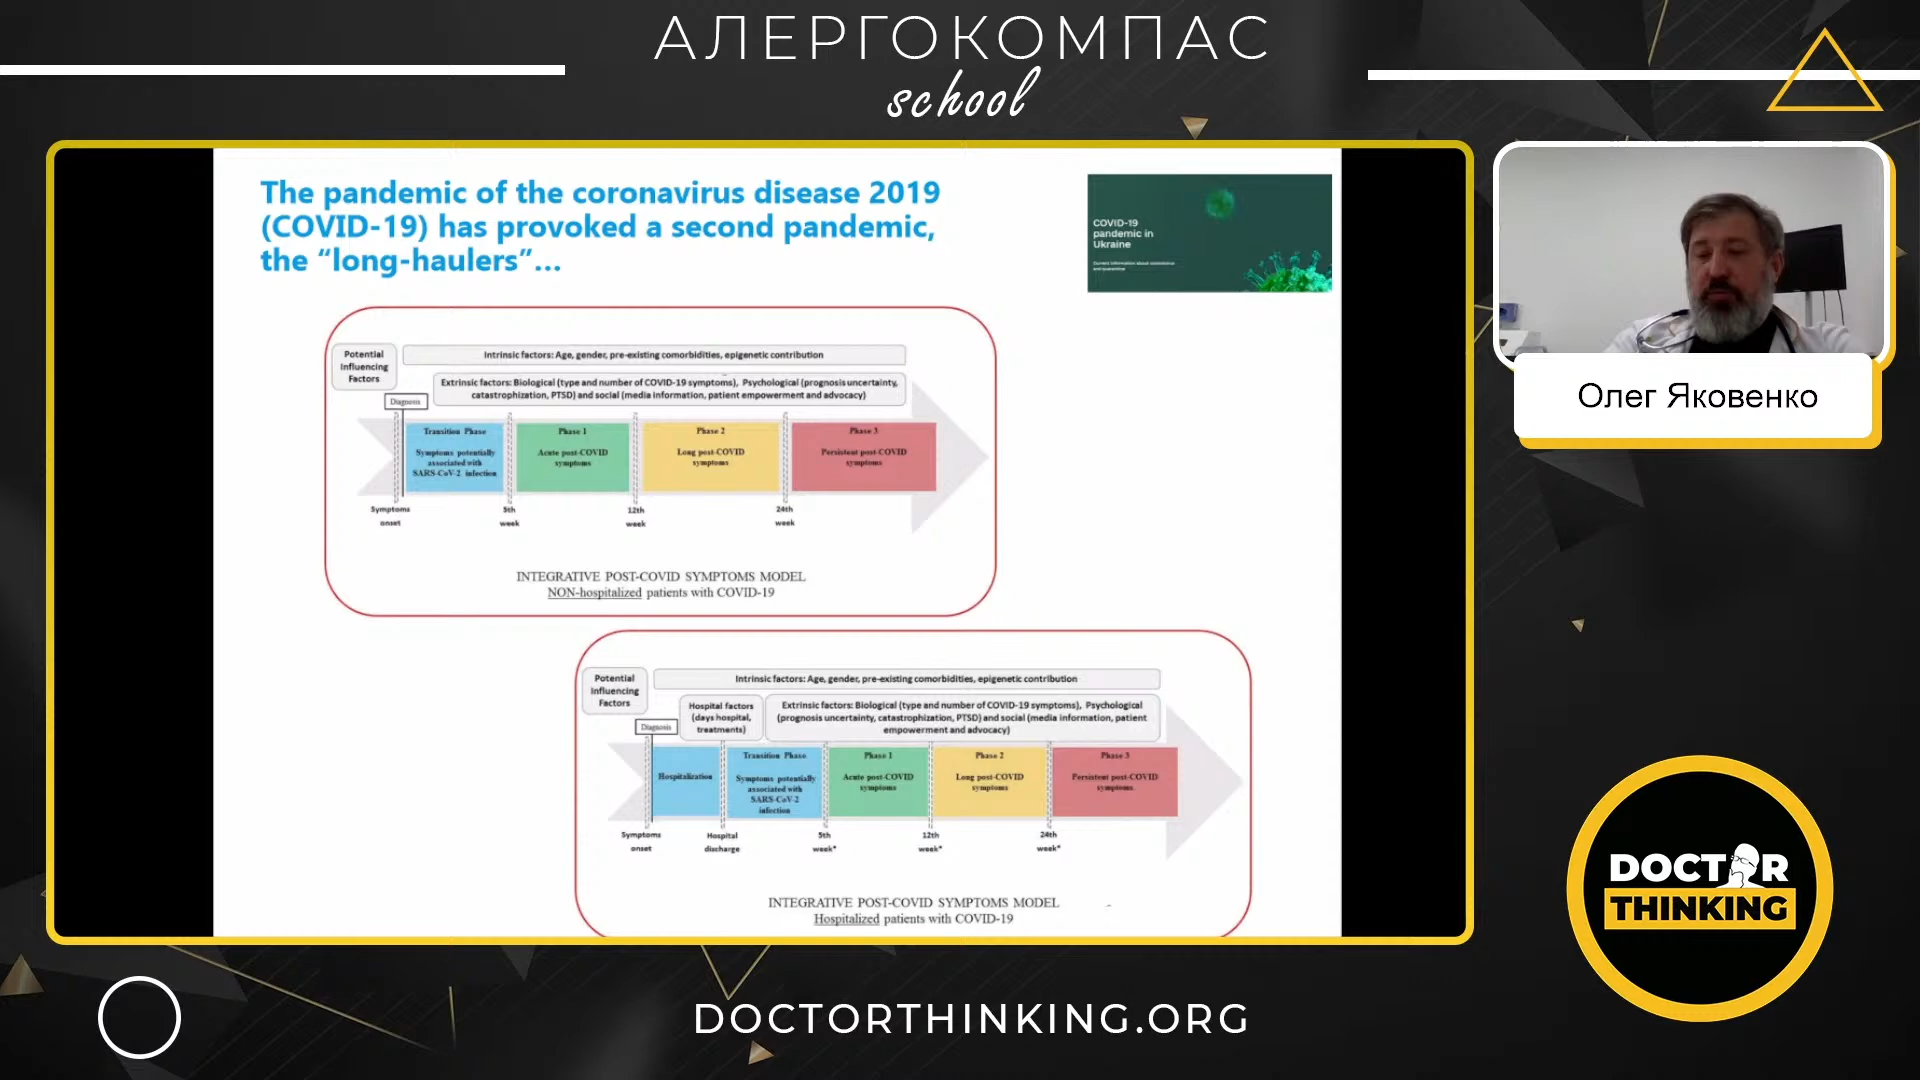 АЛЕРГОКОМПАС
school
The pandemic of the coronavirus disease 2019
(COVID-19) has provoked a second pandemic,
the “long-haulers”...
COVID-19
pandemic in
Ukraine
Current information about coronavirus
and quarantine
Potential
Influencing
Factors
Intrinsic factors: Age, gender, pre-existing comorbidities, epigenetic contribution
Extrinsic factors: Biological (type and number of COVID-19 symptoms), Psychological (prognosis uncertainty,
catastrophization, PTSD) and social (media information, patient empowerment and advocacy)
Diagnosis
Transition Phase
Symptoms potentially
associated with
SARS-CoV-2 infection
Phase 1
Acute post-COVID
symptoms
Phase 2
Long post-COVID
symptoms
Phase 3
Persistent post-COVID
symptoms
Symptoms
onset
5th
week
12th
week
24th
week
INTEGRATIVE POST-COVID SYMPTOMS MODEL
NON-hospitalized patients with COVID-19
Potential
Influencing
Factors
Intrinsic factors: Age, gender, pre-existing comorbidities, epigenetic contribution
Hospital factors
(days hospital,
treatments)
Extrinsic factors: Biological (type and number of COVID-19 symptoms), Psychological
(prognosis uncertainty, catastrophization, PTSD) and social (media information, patient
empowerment and advocacy)
Diagnosis
Hospitalization
Transition Phase
Symptoms potentially
associated with
SARS-CoV-2
infection
Phase 1
Acute post-COVID
symptoms
Phase 2
Long post-COVID
symptoms
Phase 3
Persistent post-COVID
symptoms.
Symptoms
onset
Hospital
discharge
5th
week*
12th
week*
24th
week*
INTEGRATIVE POST-COVID SYMPTOMS MODEL
Hospitalized patients with COVID-19
Олег Яковенко
DOCTOR
THINKING
DOCTORTHINKING.ORG